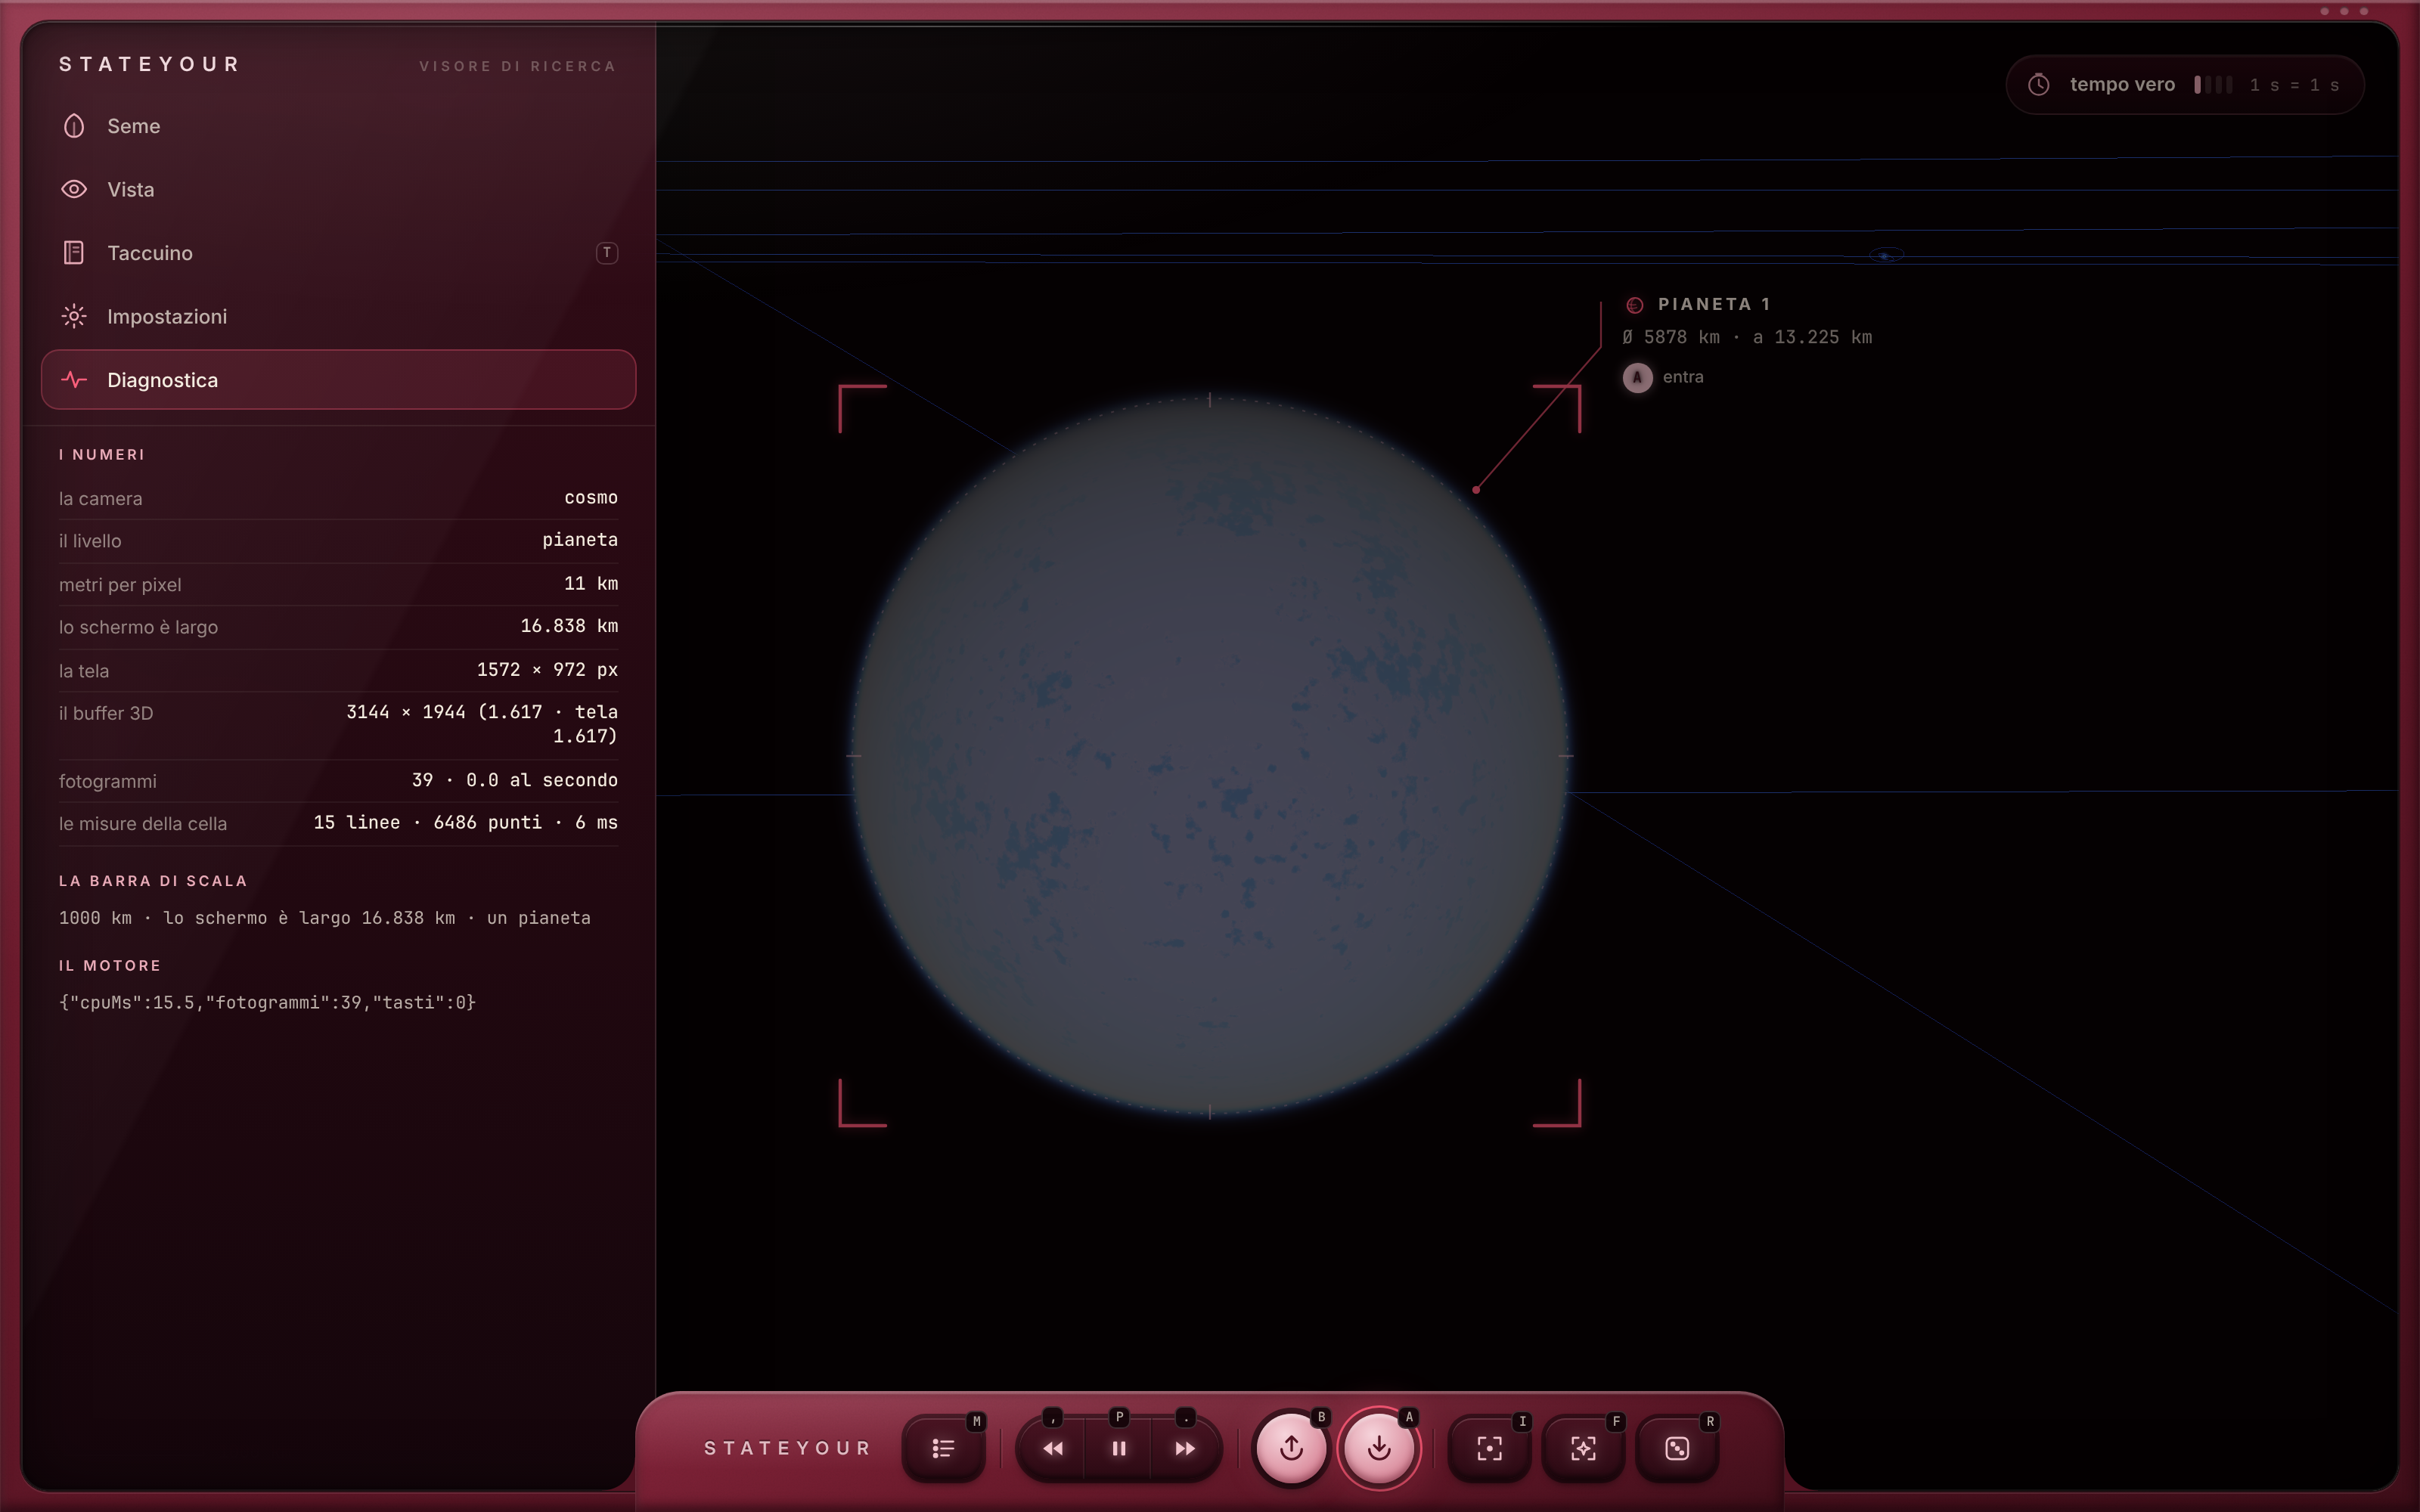 STATEYOUR
VISORE DI RICERCA
Seme
Vista
Taccuino T
Impostazioni
Diagnostica
I NUMERI
la camera cosmo
il livello pianeta
metri per pixel 11 km
lo schermo è largo 16.838 km
la tela 1572 × 972 px
il buffer 3D 3144 × 1944 (1.617 · tela
1.617)
fotogrammi 39 · 0.0 al secondo
le misure della cella 15 linee · 6486 punti · 6 ms
LA BARRA DI SCALA
1000 km · lo schermo è largo 16.838 km · un pianeta
IL MOTORE
{"cpuMs":15.5,"fotogrammi":39,"tasti":0}
tempo vero 1 s = 1 s
PIANETA 1
Ø 5878 km · a 13.225 km
A entra
STATEYOUR
M , P . B A I F R